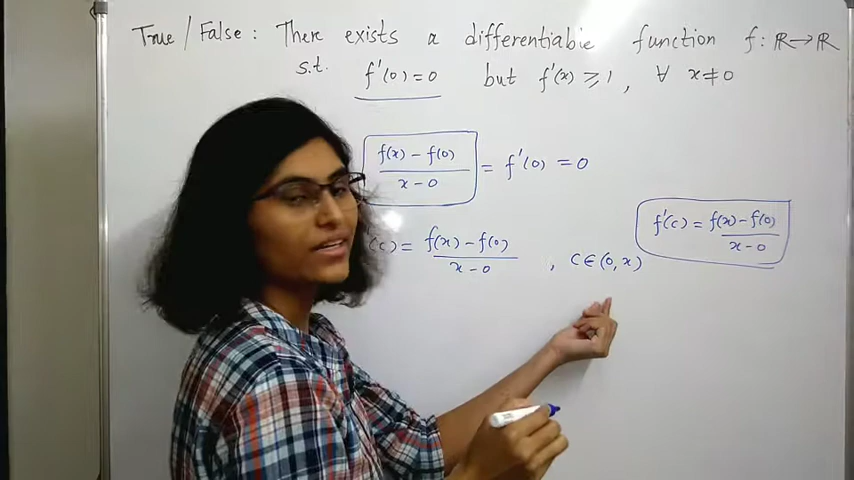 True / False : There exists a differentiable function f: ℝ→ℝ
s.t. f'(0) = 0 but f'(x) ≥ 1, ∀ x ≠ 0
f(x) - f(0) / x - 0 = f'(0) = 0
f'(c) = f(x) - f(0) / x - 0
(c) = f(x) - f(0) / x - 0 , C ∈ (0, x)